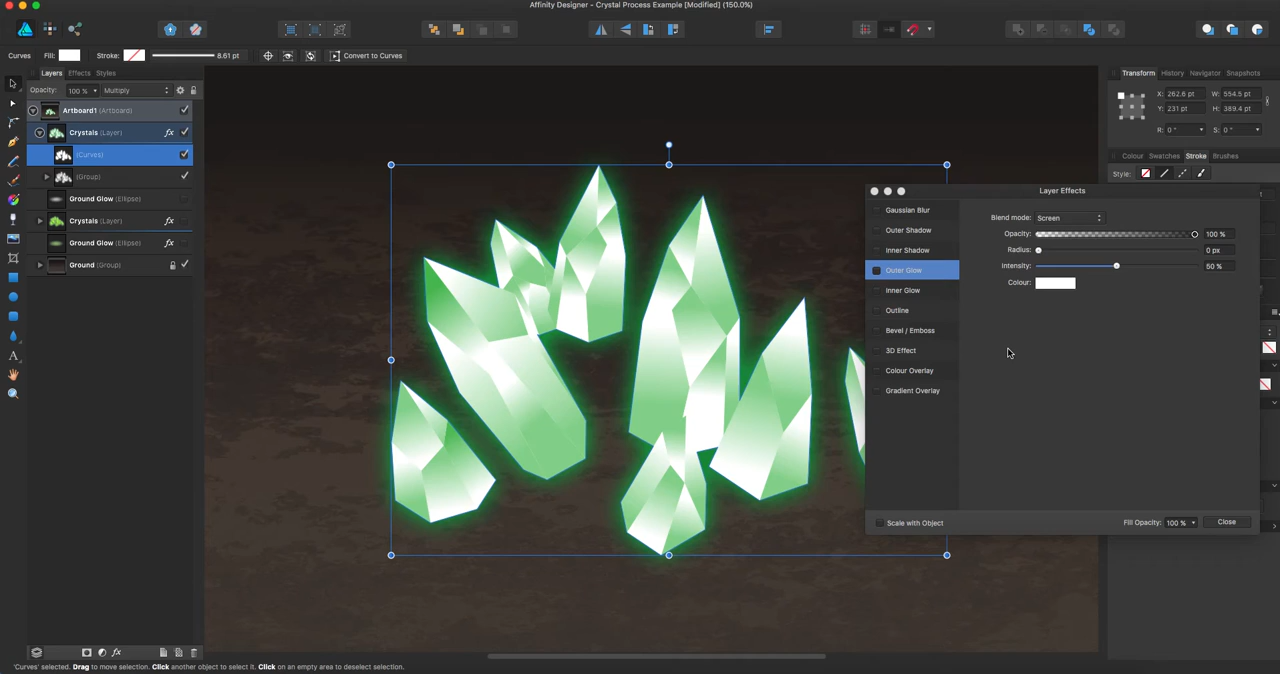 Affinity Designer - Crystal Process Example [Modified] (150.0%)
Curves Fill: Stroke: 8.61 pt Convert to Curves
Layers Effects Styles
Opacity: 100 % Multiply
Artboard1 (Artboard)
Crystals (Layer) fx
(Curves)
(Group)
Ground Glow (Ellipse)
Crystals (Layer) fx
Ground Glow (Ellipse)
Ground (Group)
A
Transform History Navigator Snapshots
X: 262.6 pt W: 554.5 pt
Y: 231 pt H: 389.4 pt
R: 0 ° S: 0 °
Colour Swatches Stroke Brushes
Style:
Layer Effects
Gaussian Blur
Outer Shadow
Inner Shadow
Outer Glow
Inner Glow
Outline
Bevel / Emboss
3D Effect
Colour Overlay
Gradient Overlay
Blend mode: Screen
Opacity: 100 %
Radius: 0 px
Intensity: 50 %
Colour:
Scale with Object
Fill Opacity: 100 % Close
fx
'Curves' selected. Drag to move selection. Click another object to select it. Click on an empty area to deselect selection.